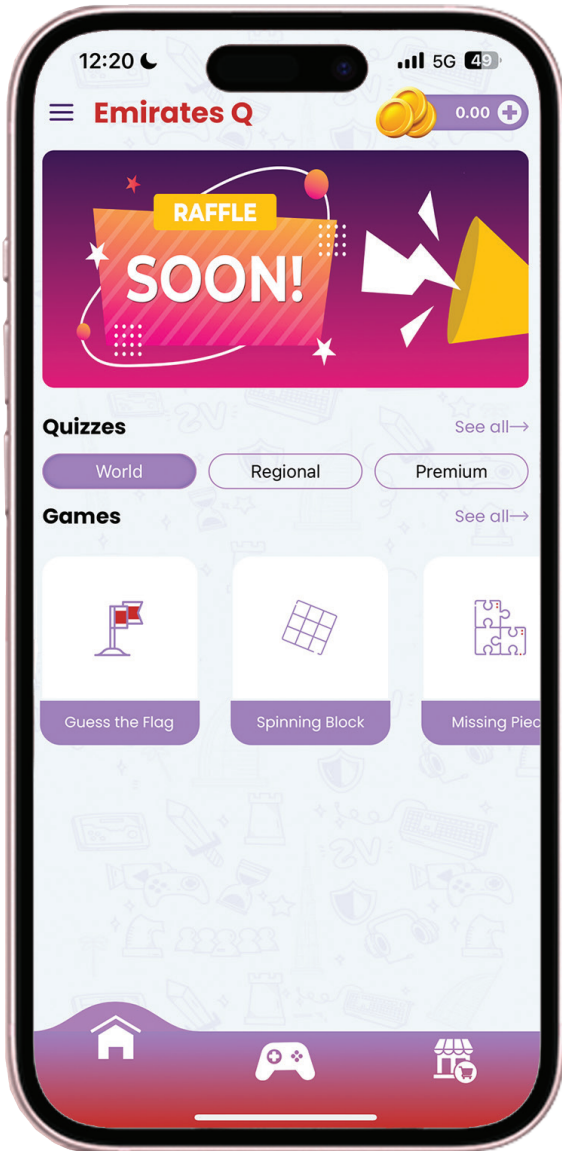 12:20
5G 49
Emirates Q
0.00
RAFFLE
SOON!
Quizzes
See all→
World
Regional
Premium
Games
See all→
Guess the Flag
Spinning Block
Missing Piec